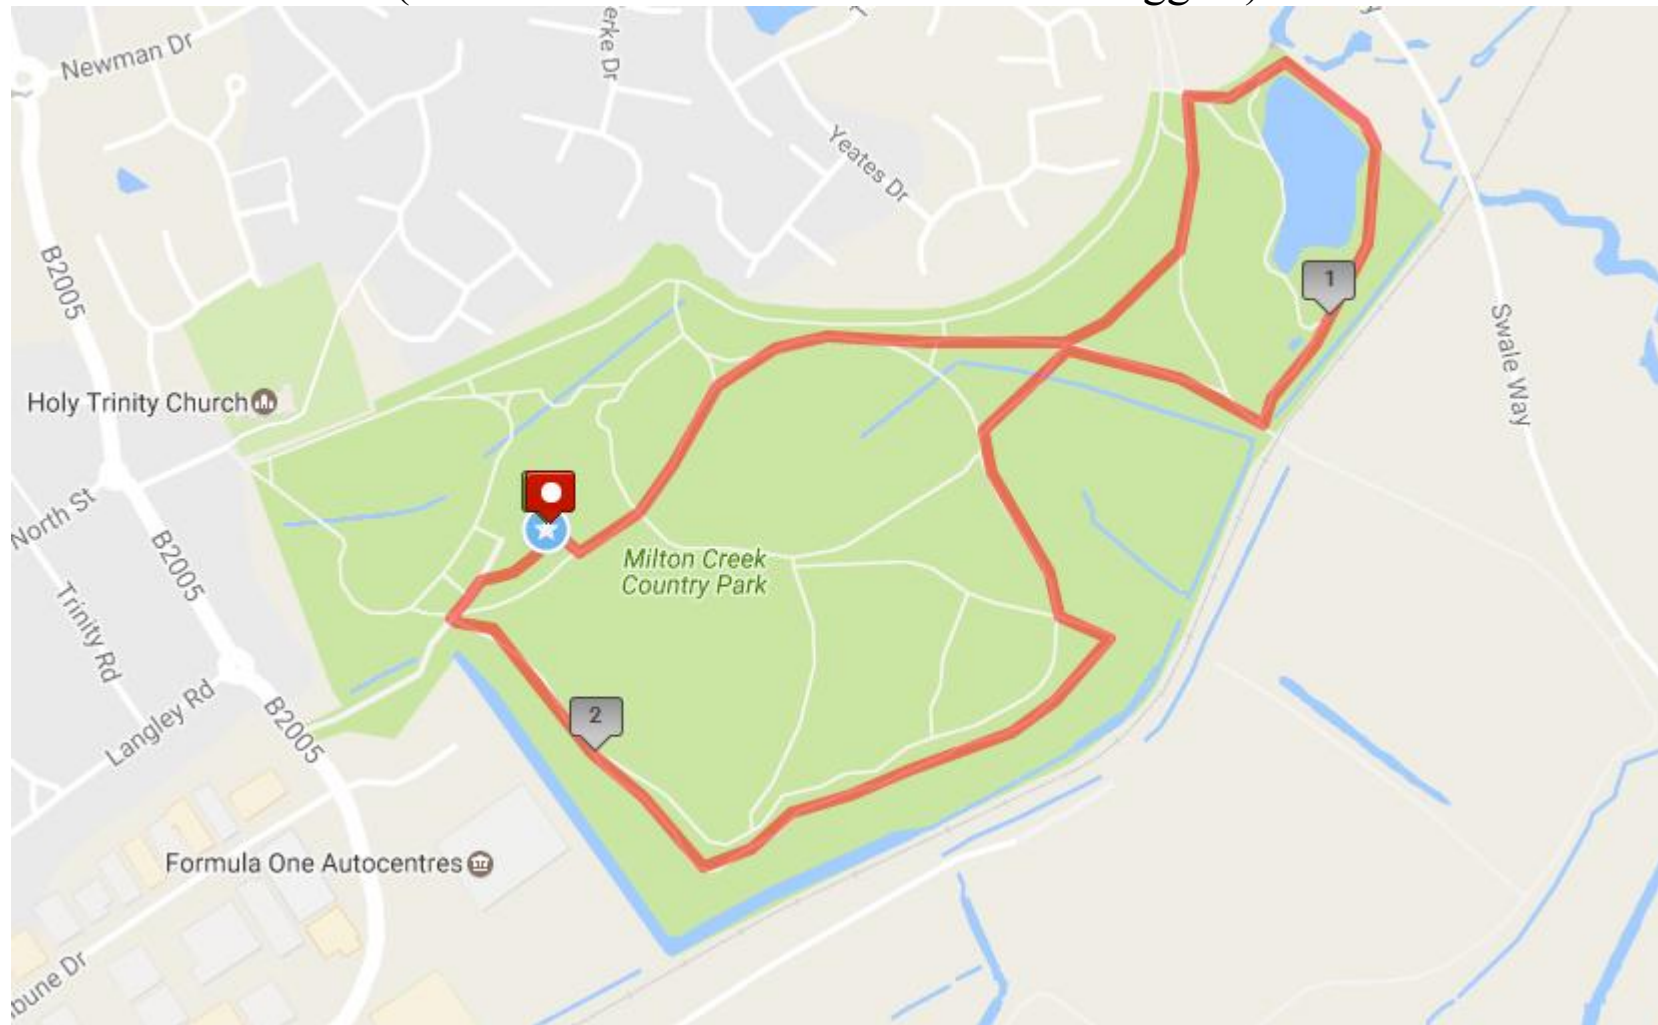 Newman Dr
erke Dr
Yeates Dr
B2005
1
Swale Way
Holy Trinity Church
North St
B2005
Milton Creek
Country Park
Trinity Rd
Langley Rd
B2005
2
Formula One Autocentres
bune Dr